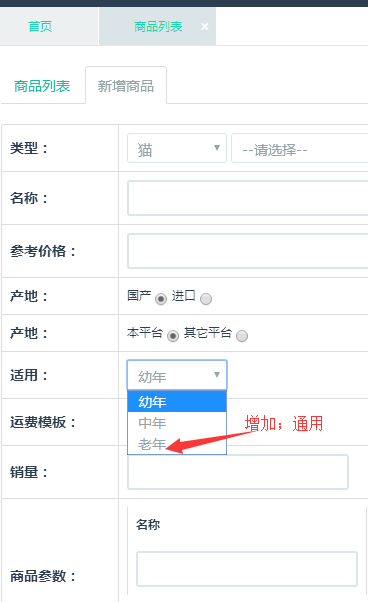 首页
商品列表 ×
商品列表 新增商品
类型： 猫 --请选择--
名称：
参考价格：
产地： 国产 进口
产地： 本平台 其它平台
适用： 幼年
幼年
运费模板： 中年 增加；通用
老年
销量：
名称
商品参数：